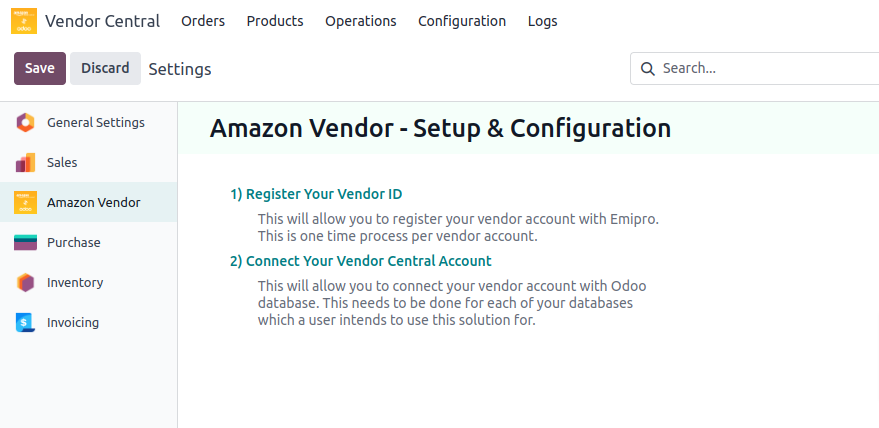 Vendor Central Orders Products Operations Configuration Logs
Save Discard Settings Search...
General Settings
Sales
Amazon Vendor
Purchase
Inventory
Invoicing
Amazon Vendor - Setup & Configuration
1) Register Your Vendor ID
This will allow you to register your vendor account with Emipro.
This is one time process per vendor account.
2) Connect Your Vendor Central Account
This will allow you to connect your vendor account with Odoo
database. This needs to be done for each of your databases
which a user intends to use this solution for.